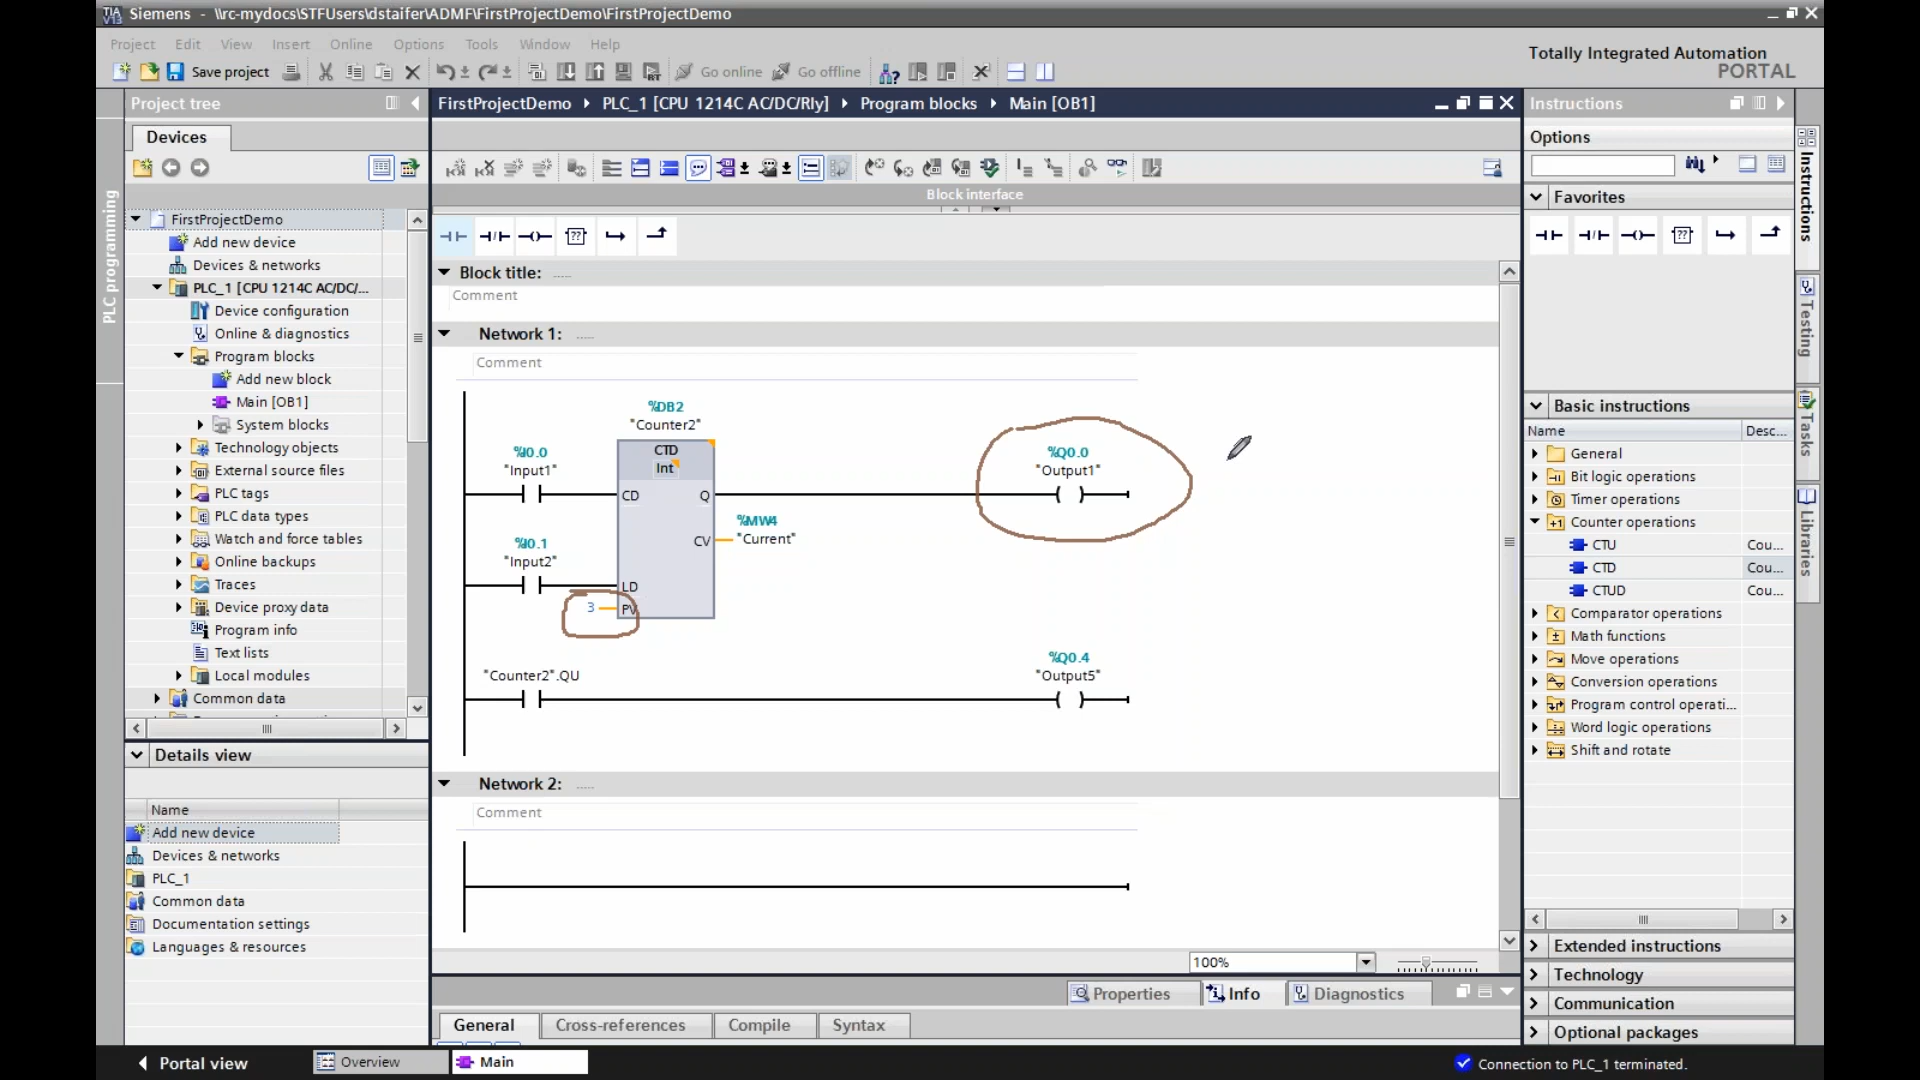 Siemens - \\rc-mydocs\STFUsers\dstaifer\ADMF\FirstProjectDemo\FirstProjectDemo
Project Edit View Insert Online Options Tools Window Help
Totally Integrated Automation
PORTAL
Save project Go online Go offline
Project tree
FirstProjectDemo PLC_1 [CPU 1214C AC/DC/Rly] Program blocks Main [OB1]
Instructions
Devices
Options
Block interface
PLC programming
Favorites
FirstProjectDemo
Add new device
Devices & networks
PLC_1 [CPU 1214C AC/DC/...
Device configuration
Online & diagnostics
Program blocks
Add new block
Main [OB1]
System blocks
Technology objects
External source files
PLC tags
PLC data types
Watch and force tables
Online backups
Traces
Device proxy data
Program info
Text lists
Local modules
Common data
Details view
Name
Add new device
Devices & networks
PLC_1
Common data
Documentation settings
Languages & resources
Block title: .....
Comment
Network 1: .....
Comment
%DB2
"Counter2"
%I0.0
"Input1"
CTD
Int
%Q0.0
"Output1"
CD Q
%MW4
CV "Current"
%I0.1
"Input2"
LD
3 PV
"Counter2".QU
%Q0.4
"Output5"
Network 2: .....
Comment
100%
Properties Info Diagnostics
General Cross-references Compile Syntax
Basic instructions
Name Desc...
General
Bit logic operations
Timer operations
Counter operations
CTU Cou...
CTD Cou...
CTUD Cou...
Comparator operations
Math functions
Move operations
Conversion operations
Program control operati...
Word logic operations
Shift and rotate
Extended instructions
Technology
Communication
Optional packages
Instructions
Testing
Tasks
Libraries
Portal view Overview Main
Connection to PLC_1 terminated.